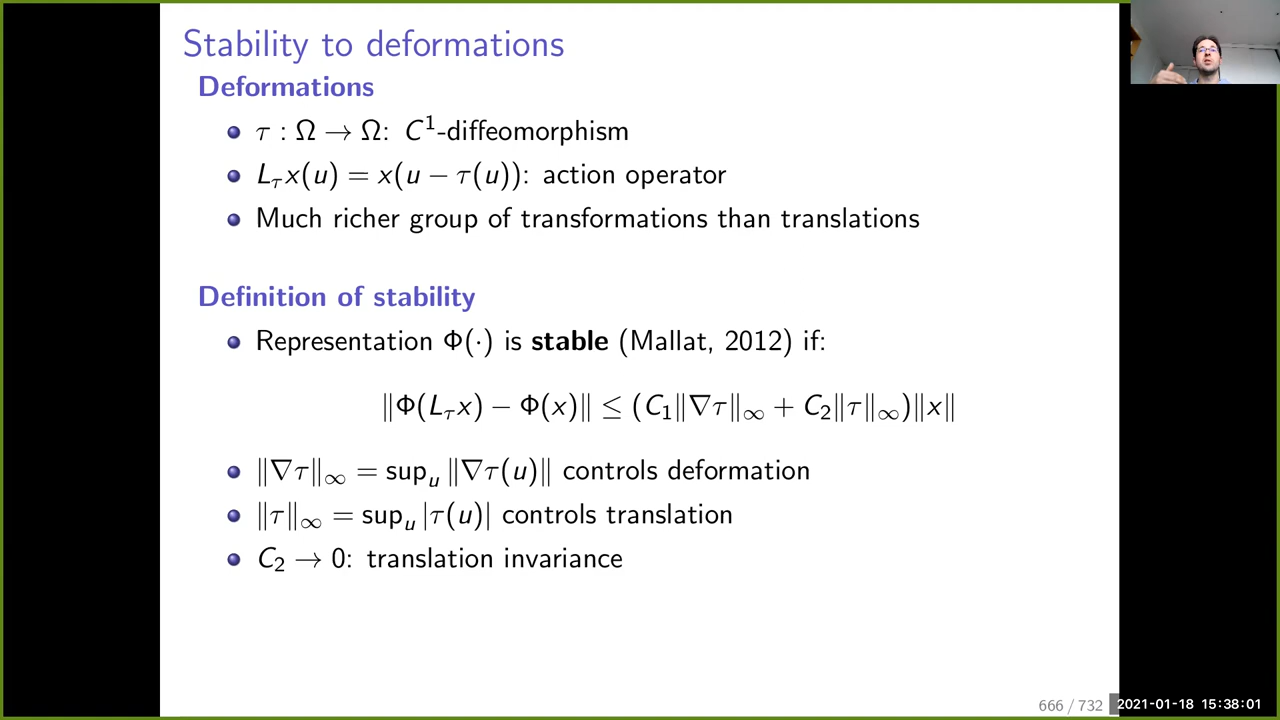 Stability to deformations
Deformations
τ : Ω → Ω: C¹-diffeomorphism
L_τ x(u) = x(u − τ(u)): action operator
Much richer group of transformations than translations
Definition of stability
Representation Φ(·) is stable (Mallat, 2012) if:
‖Φ(L_τ x) − Φ(x)‖ ≤ (C₁‖∇τ‖_∞ + C₂‖τ‖_∞)‖x‖
‖∇τ‖_∞ = sup_u ‖∇τ(u)‖ controls deformation
‖τ‖_∞ = sup_u |τ(u)| controls translation
C₂ → 0: translation invariance
666 / 732
2021-01-18 15:38:01